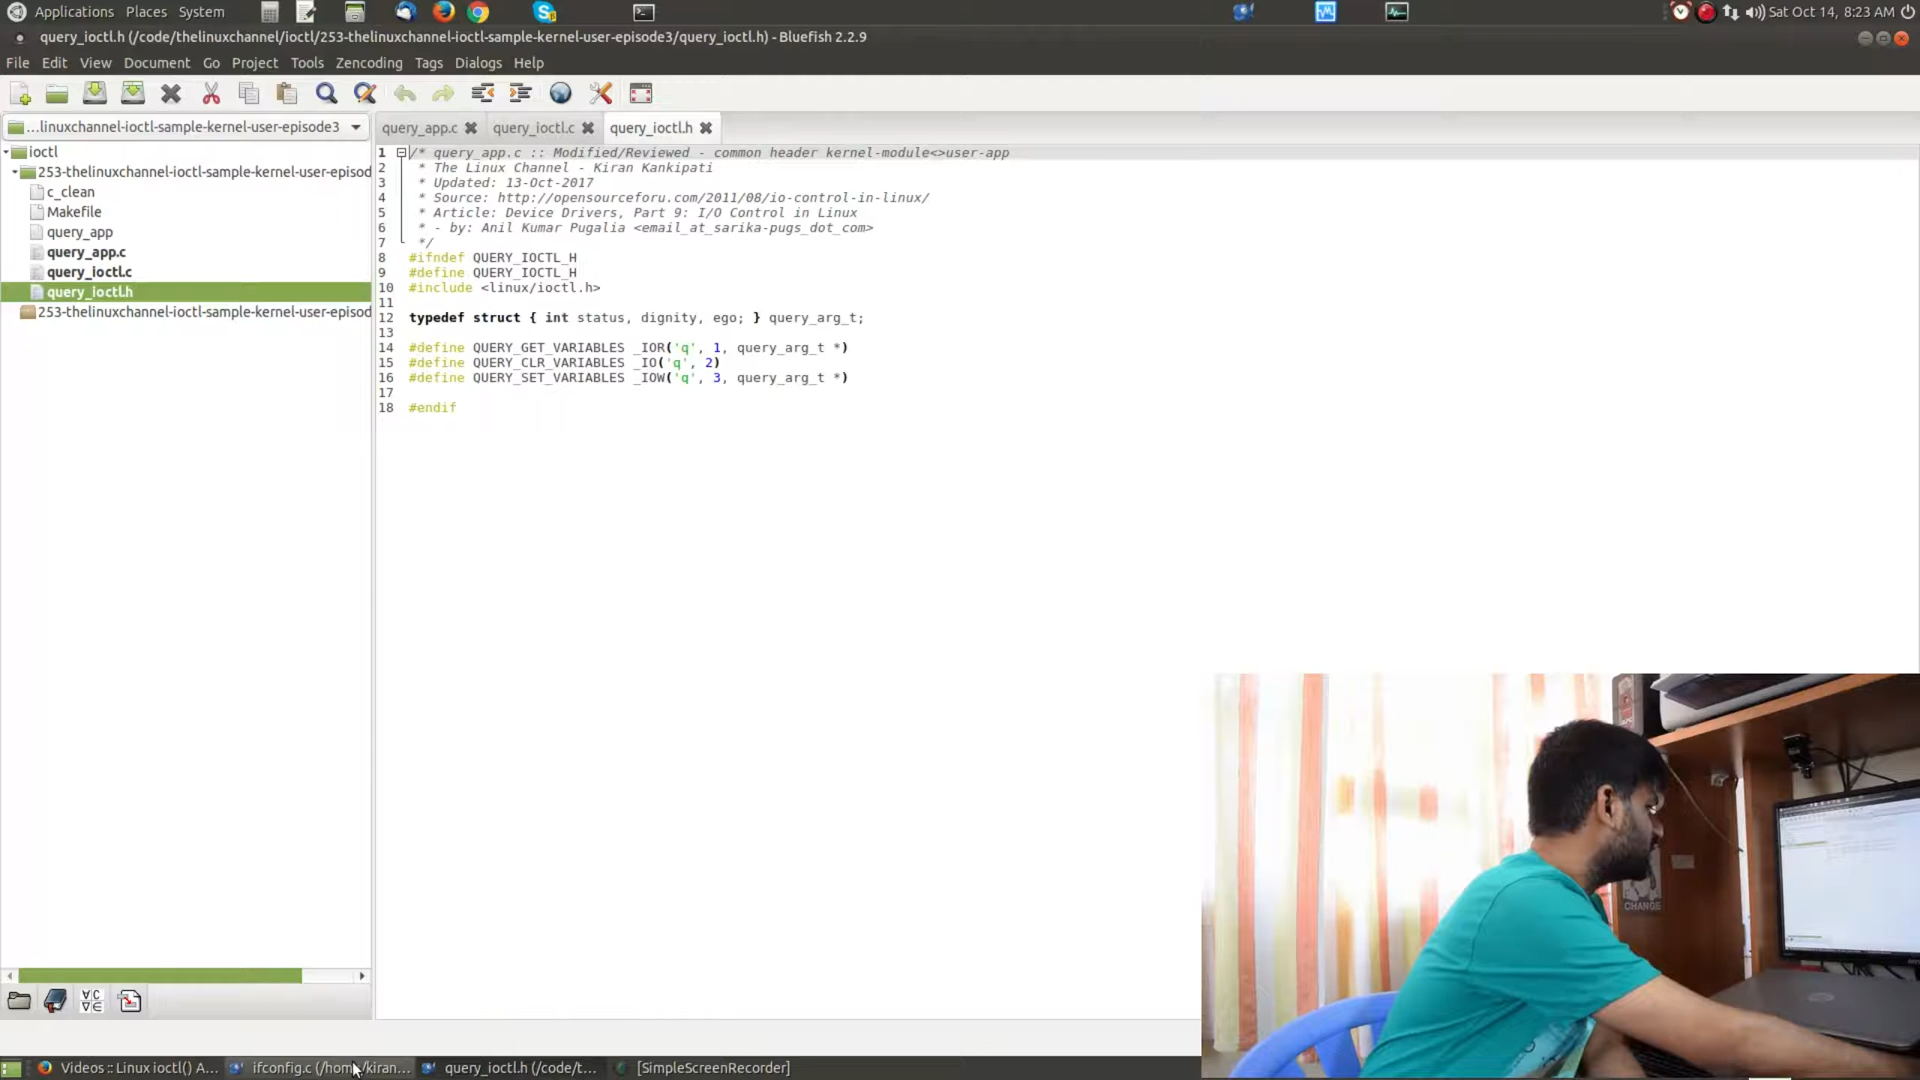 Applications Places System
Sat Oct 14, 8:23 AM
query_ioctl.h (/code/thelinuxchannel/ioctl/253-thelinuxchannel-ioctl-sample-kernel-user-episode3/query_ioctl.h) - Bluefish 2.2.9
File Edit View Document Go Project Tools Zencoding Tags Dialogs Help
...linuxchannel-ioctl-sample-kernel-user-episode3
query_app.c query_ioctl.c query_ioctl.h
ioctl
253-thelinuxchannel-ioctl-sample-kernel-user-episod
c_clean
Makefile
query_app
query_app.c
query_ioctl.c
query_ioctl.h
253-thelinuxchannel-ioctl-sample-kernel-user-episod
1 /* query_app.c :: Modified/Reviewed - common header kernel-module<>user-app
2 * The Linux Channel - Kiran Kankipati
3 * Updated: 13-Oct-2017
4 * Source: http://opensourceforu.com/2011/08/io-control-in-linux/
5 * Article: Device Drivers, Part 9: I/O Control in Linux
6 * - by: Anil Kumar Pugalia <email_at_sarika-pugs_dot_com>
7 */
8 #ifndef QUERY_IOCTL_H
9 #define QUERY_IOCTL_H
10 #include <linux/ioctl.h>
11
12 typedef struct { int status, dignity, ego; } query_arg_t;
13
14 #define QUERY_GET_VARIABLES _IOR('q', 1, query_arg_t *)
15 #define QUERY_CLR_VARIABLES _IO('q', 2)
16 #define QUERY_SET_VARIABLES _IOW('q', 3, query_arg_t *)
17
18 #endif
CHANGE
Videos :: Linux ioctl() A... ifconfig.c (/home/kiran... query_ioctl.h (/code/t... [SimpleScreenRecorder]